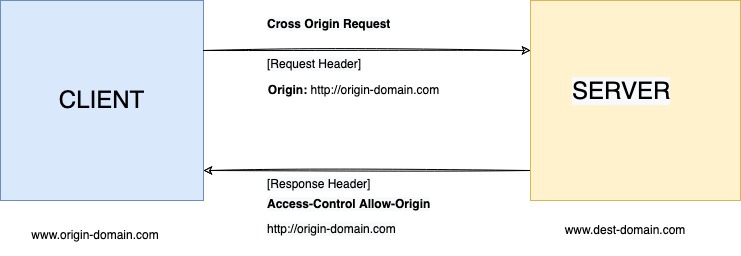 Cross Origin Request
[Request Header]
Origin: http://origin-domain.com
CLIENT
SERVER
[Response Header]
Access-Control Allow-Origin
http://origin-domain.com
www.origin-domain.com
www.dest-domain.com